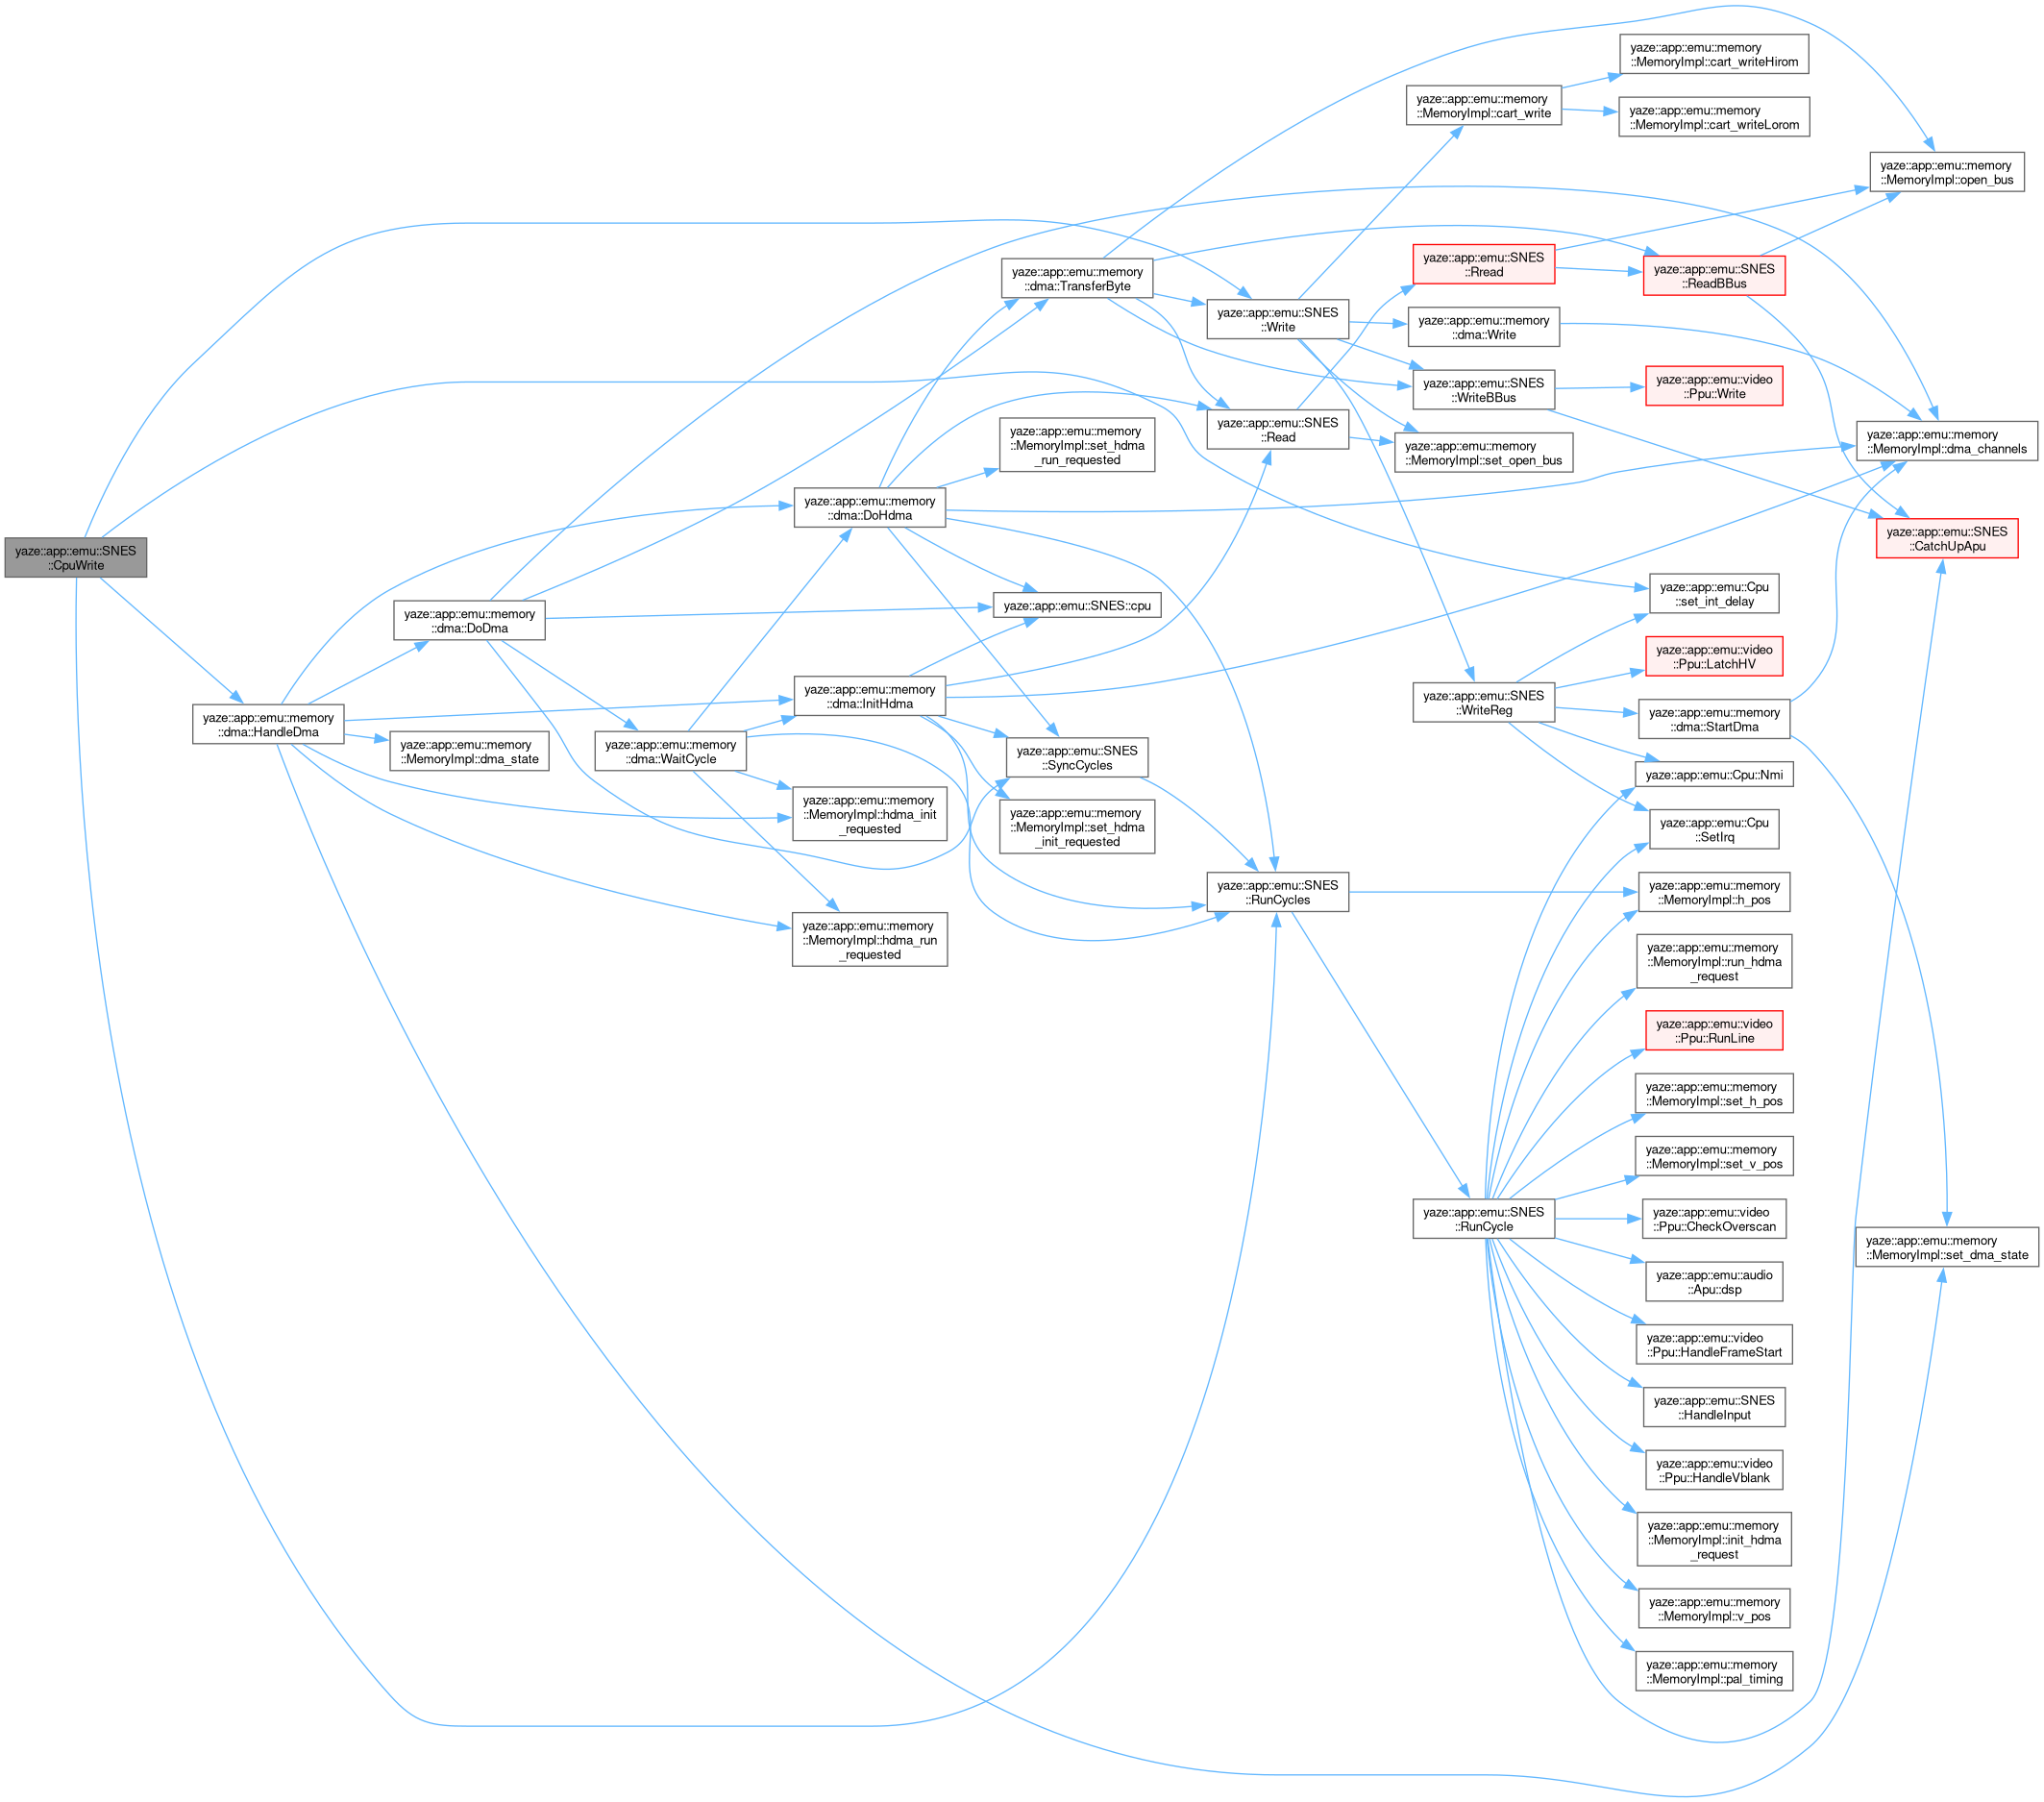 yaze::app::emu::SNES
::CpuWrite
yaze::app::emu::memory
::dma::HandleDma
yaze::app::emu::memory
::dma::DoDma
yaze::app::emu::memory
::MemoryImpl::dma_state
yaze::app::emu::memory
::dma::WaitCycle
yaze::app::emu::memory
::dma::DoHdma
yaze::app::emu::memory
::dma::InitHdma
yaze::app::emu::memory
::MemoryImpl::hdma_init
_requested
yaze::app::emu::memory
::MemoryImpl::hdma_run
_requested
yaze::app::emu::memory
::dma::TransferByte
yaze::app::emu::memory
::MemoryImpl::set_hdma
_run_requested
yaze::app::emu::SNES::cpu
yaze::app::emu::SNES
::SyncCycles
yaze::app::emu::memory
::MemoryImpl::set_hdma
_init_requested
yaze::app::emu::SNES
::Write
yaze::app::emu::SNES
::Read
yaze::app::emu::SNES
::RunCycles
yaze::app::emu::memory
::MemoryImpl::cart_write
yaze::app::emu::SNES
::Rread
yaze::app::emu::memory
::dma::Write
yaze::app::emu::SNES
::WriteBBus
yaze::app::emu::memory
::MemoryImpl::set_open_bus
yaze::app::emu::SNES
::WriteReg
yaze::app::emu::SNES
::RunCycle
yaze::app::emu::memory
::MemoryImpl::cart_writeHirom
yaze::app::emu::memory
::MemoryImpl::cart_writeLorom
yaze::app::emu::SNES
::ReadBBus
yaze::app::emu::video
::Ppu::Write
yaze::app::emu::Cpu
::set_int_delay
yaze::app::emu::video
::Ppu::LatchHV
yaze::app::emu::memory
::dma::StartDma
yaze::app::emu::Cpu::Nmi
yaze::app::emu::Cpu
::SetIrq
yaze::app::emu::memory
::MemoryImpl::h_pos
yaze::app::emu::memory
::MemoryImpl::run_hdma
_request
yaze::app::emu::video
::Ppu::RunLine
yaze::app::emu::memory
::MemoryImpl::set_h_pos
yaze::app::emu::memory
::MemoryImpl::set_v_pos
yaze::app::emu::video
::Ppu::CheckOverscan
yaze::app::emu::audio
::Apu::dsp
yaze::app::emu::video
::Ppu::HandleFrameStart
yaze::app::emu::SNES
::HandleInput
yaze::app::emu::video
::Ppu::HandleVblank
yaze::app::emu::memory
::MemoryImpl::init_hdma
_request
yaze::app::emu::memory
::MemoryImpl::v_pos
yaze::app::emu::memory
::MemoryImpl::pal_timing
yaze::app::emu::memory
::MemoryImpl::open_bus
yaze::app::emu::memory
::MemoryImpl::dma_channels
yaze::app::emu::SNES
::CatchUpApu
yaze::app::emu::memory
::MemoryImpl::set_dma_state